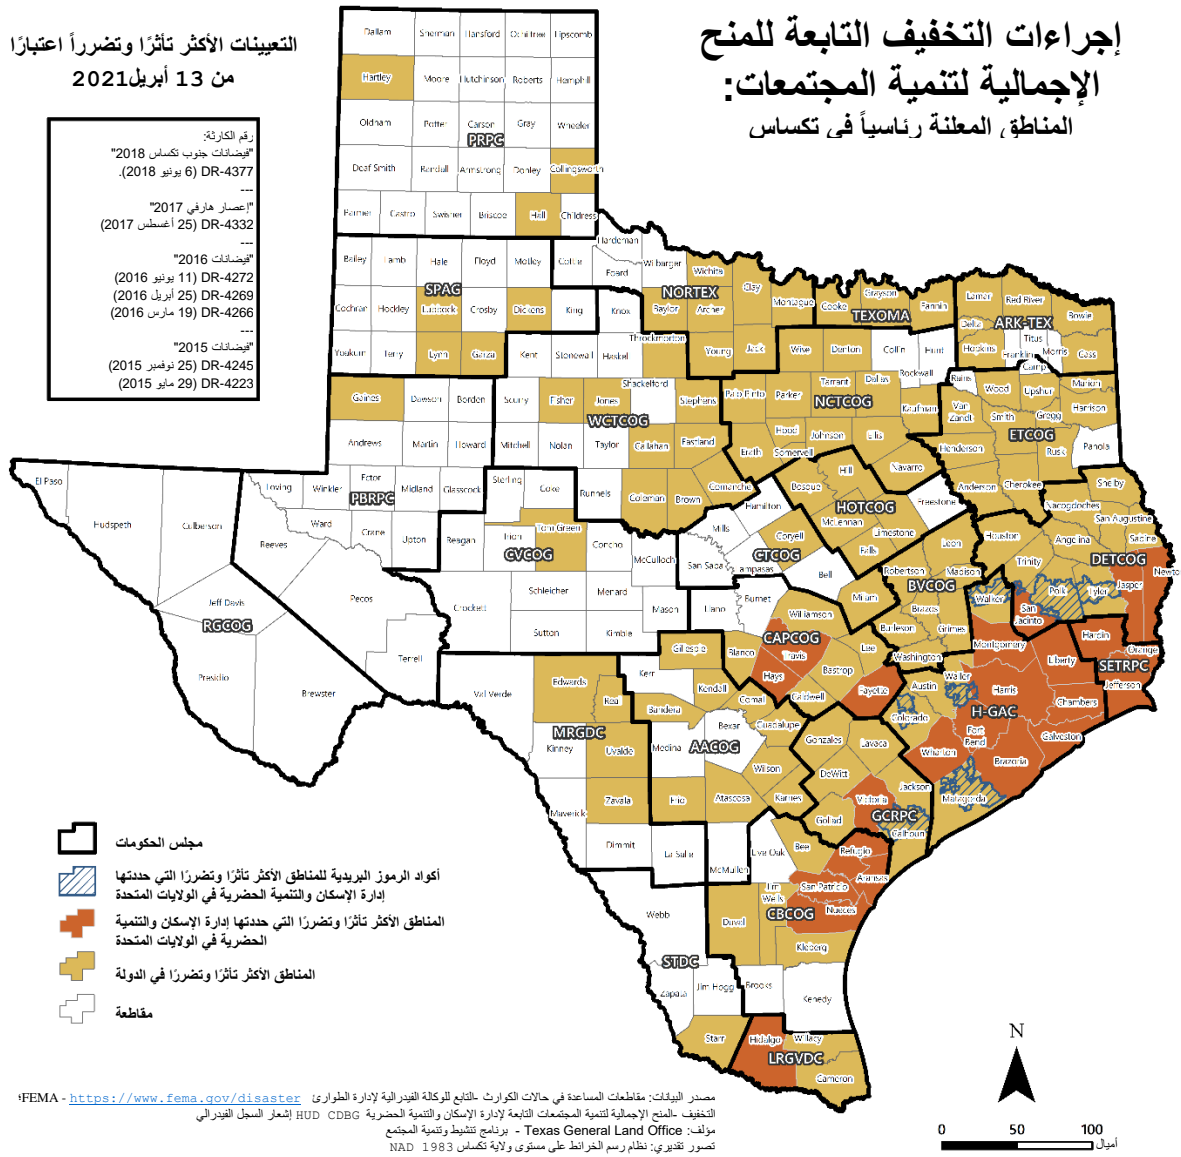 إجراءات التخفيف التابعة للمنح
الإجمالية لتنمية المجتمعات:
المناطق المعلنة رئاسياً في تكساس
التعيينات الأكثر تأثرًا وتضرراً اعتبارًا
من 13 أبريل2021
رقم الكارثة:
"فيضانات جنوب تكساس 2018"
DR-4377 (6 يونيو 2018).
---
"إعصار هارفي 2017"
DR-4332 (25 أغسطس 2017)
---
"فيضانات 2016"
DR-4272 (11 يونيو 2016)
DR-4269 (25 أبريل 2016)
DR-4266 (19 مارس 2016)
---
"فيضانات 2015"
DR-4245 (25 نوفمبر 2015)
DR-4223 (29 مايو 2015)
Dallam Sherman Hansford Ochiltree Lipscomb
Hartley Moore Hutchinson Roberts Hemphill
Oldham Potter Carson Gray Wheeler
PRPC
Deaf Smith Randall Armstrong Donley Collingsworth
Parmer Castro Swisher Briscoe Hall Childress
Bailey Lamb Hale Floyd Motley Cottle Hardeman Foard Wilbarger Wichita
SPAG NORTEX
Cochran Hockley Lubbock Crosby Dickens King Knox Baylor Archer Clay Montague Cooke Grayson Fannin
TEXOMA
Lamar Red River Bowie Delta ARK-TEX Titus Hopkins Franklin Morris Cass Camp
Yoakum Terry Lynn Garza Kent Stonewall Haskel Throckmorton Young Jack Wise Denton Collin Hunt Rockwall
Gaines Dawson Borden Scurry Fisher Jones Shackelford Stephens Palo Pinto Parker Tarrant Dallas Kaufman
WCTCOG NCTCOG
Rains Wood Upshur Marion Van Zandt Smith Gregg Harrison
ETCOG
Andrews Martin Howard Mitchell Nolan Taylor Callahan Eastland Erath Hood Somervell Johnson Ellis Navarro Henderson Rusk Panola
El Paso Hudspeth Culberson Loving Winkler Ector Midland Glasscock Sterling Coke Runnels Coleman Brown Comanche Bosque Hill Freestone Anderson Cherokee Shelby
PBRPC HOTCOG
Ward Crane Upton Reagan Irion Tom Green Concho McCulloch San Saba Mills Hamilton Coryell Lampasas McLennan Limestone Falls Bell Leon Houston Nacogdoches San Augustine Angelina Sabine Trinity
CVCOG CTCOG DETCOG
Reeves Jeff Davis Pecos Crockett Schleicher Menard Mason Llano Burnet Milam Robertson Madison Walker Polk Tyler Jasper Newto
RGCOG BVCOG
Presidio Brewster Terrell Sutton Kimble Gillespie Blanco Williamson Travis Hays Bastrop Lee Burleson Brazos Grimes Washington San Jacinto Montgomery Liberty Hardin Orange Jefferson
CAPCOG SETRPC
Val Verde Edwards Real Kerr Kendall Bandera Comal Caldwell Fayette Austin Waller Colorado Harris Chambers Fort Bend Galveston
H-GAC
MRGDC
Kinney Uvalde Medina Bexar Guadalupe Gonzales Lavaca Wharton Brazoria
AACOG
Wilson DeWitt Jackson Matagorda
Maverick Zavala Frio Atascosa Karnes Goliad Victoria Calhoun
GCRPC
Dimmit La Salle McMullen Live Oak Bee Refugio Aransas
Webb Duval Jim Wells San Patricio Nueces Kleberg
CBCOG
STDC
Zapata Jim Hogg Brooks Kenedy
Starr Hidalgo Willacy Cameron
LRGVDC
مجلس الحكومات
أكواد الرموز البريدية للمناطق الأكثر تأثرًا وتضررًا التي حددتها
إدارة الإسكان والتنمية الحضرية في الولايات المتحدة
المناطق الأكثر تأثرًا وتضررًا التي حددتها إدارة الإسكان والتنمية
الحضرية في الولايات المتحدة
المناطق الأكثر تأثرًا وتضررًا في الدولة
مقاطعة
N
0 50 100
أميال
مصدر البيانات: مقاطعات المساعدة في حالات الكوارث -التابع للوكالة الفيدرالية لإدارة الطوارئ FEMA - https://www.fema.gov/disaster؛
التخفيف -المنح الإجمالية لتنمية المجتمعات التابعة لإدارة الإسكان والتنمية الحضرية HUD CDBG إشعار السجل الفيدرالي
مؤلف: Texas General Land Office - برنامج تنشيط وتنمية المجتمع
تصور تقديري: نظام رسم الخرائط على مستوى ولاية تكساس NAD 1983